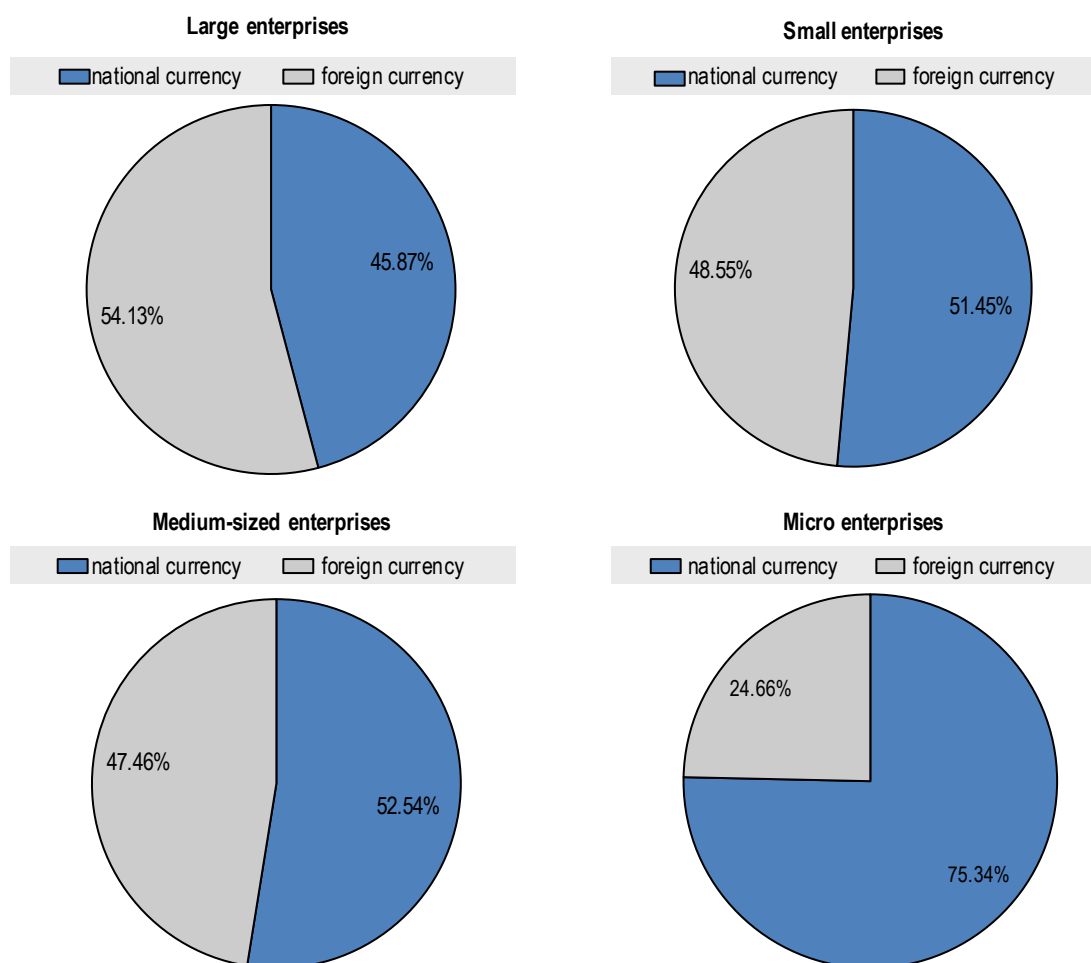 Large enterprises
national currency foreign currency
45.87%
54.13%
Small enterprises
national currency foreign currency
48.55%
51.45%
Medium-sized enterprises
national currency foreign currency
47.46%
52.54%
Micro enterprises
national currency foreign currency
24.66%
75.34%